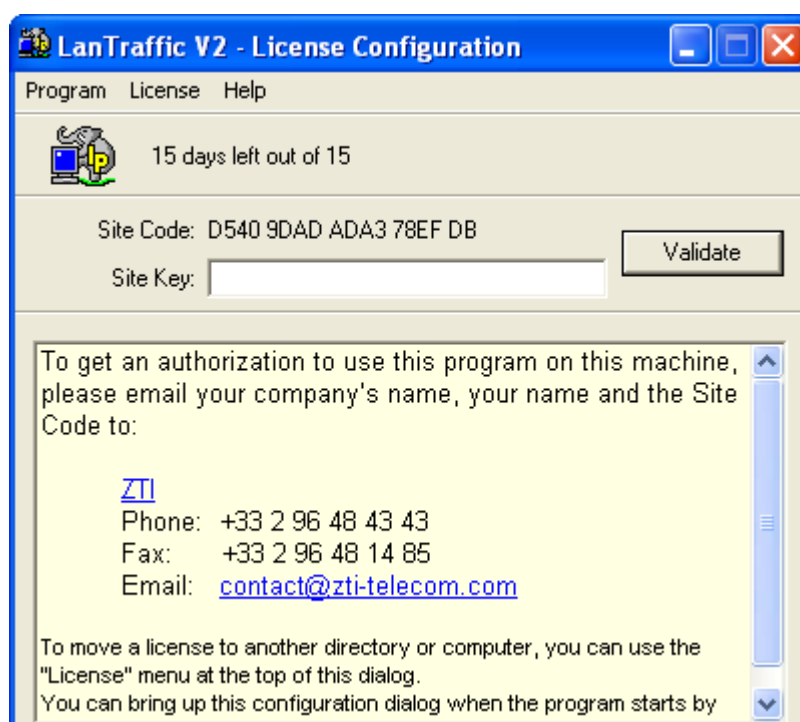 LanTraffic V2 - License Configuration
Program License Help
15 days left out of 15
Site Code: D540 9DAD ADA3 78EF DB
Validate
Site Key:
To get an authorization to use this program on this machine,
please email your company's name, your name and the Site
Code to:
ZTI
Phone: +33 2 96 48 43 43
Fax: +33 2 96 48 14 85
Email: contact@zti-telecom.com
To move a license to another directory or computer, you can use the
"License" menu at the top of this dialog.
You can bring up this configuration dialog when the program starts by